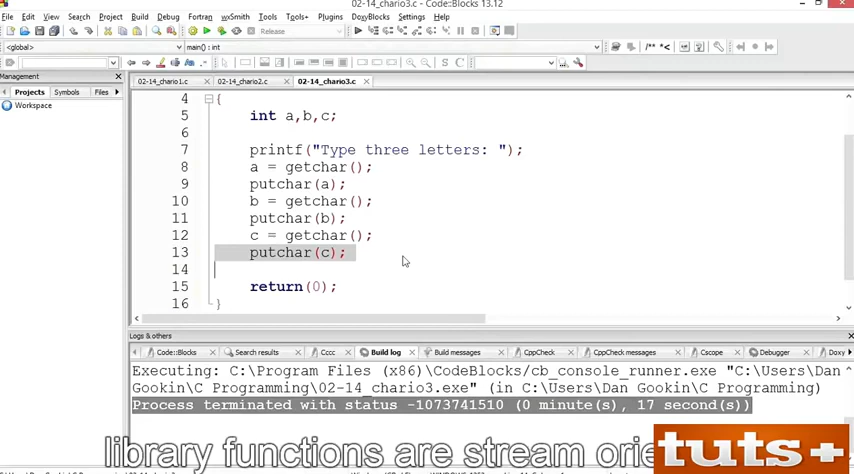 02-14_chario3.c - Code::Blocks 13.12
File Edit View Search Project Build Debug Fortran wxSmith Tools Tools+ Plugins DoxyBlocks Settings Help
Release
<global> main() : int
/** *<
S C
Management
Projects Symbols Files
Workspace
02-14_chario1.c 02-14_chario2.c 02-14_chario3.c
4 {
5 int a,b,c;
6
7 printf("Type three letters: ");
8 a = getchar();
9 putchar(a);
10 b = getchar();
11 putchar(b);
12 c = getchar();
13 putchar(c);
14
15 return(0);
16 }
Logs & others
Code::Blocks Search results Cccc Build log Build messages CppCheck CppCheck messages Cscope Debugger Doxy
Executing: C:\Program Files (x86)\CodeBlocks/cb_console_runner.exe "C:\Users\Dan
Gookin\C Programming\02-14_chario3.exe" (in C:\Users\Dan Gookin\C Programming)
Process terminated with status -1073741510 (0 minute(s), 17 second(s))
library functions are stream orie
tuts+